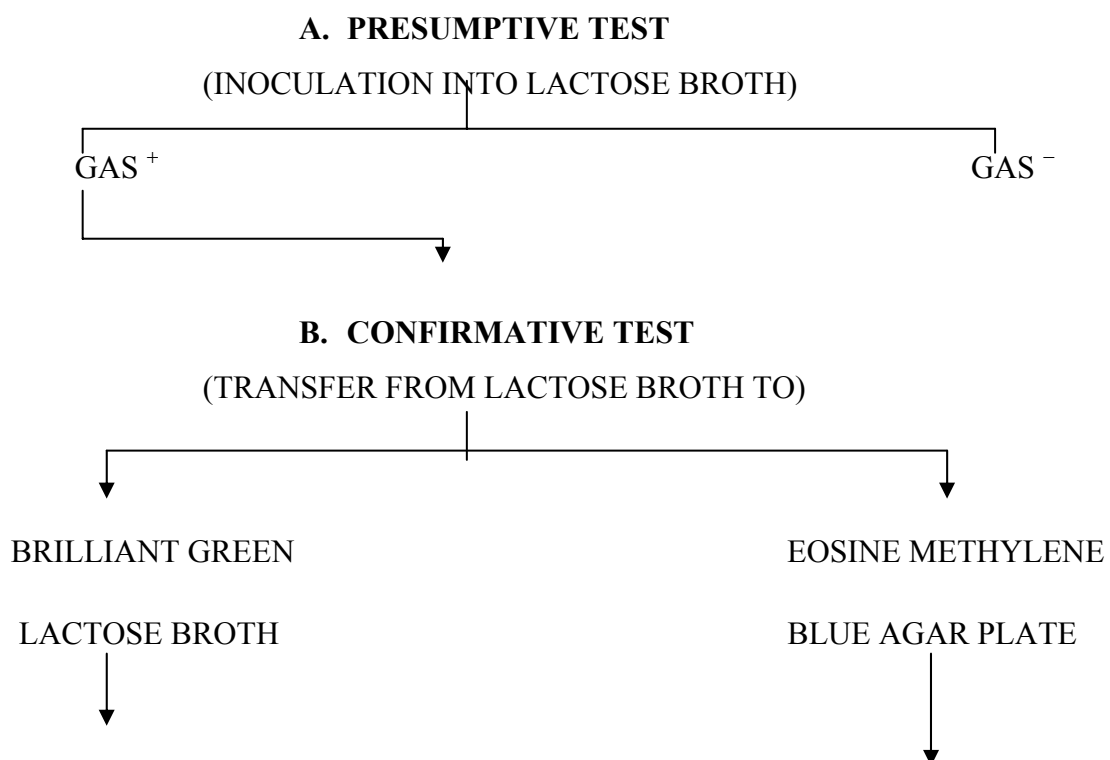 A. PRESUMPTIVE TEST
(INOCULATION INTO LACTOSE BROTH)
GAS ⁺ GAS ⁻
B. CONFIRMATIVE TEST
(TRANSFER FROM LACTOSE BROTH TO)
BRILLIANT GREEN EOSINE METHYLENE
LACTOSE BROTH BLUE AGAR PLATE